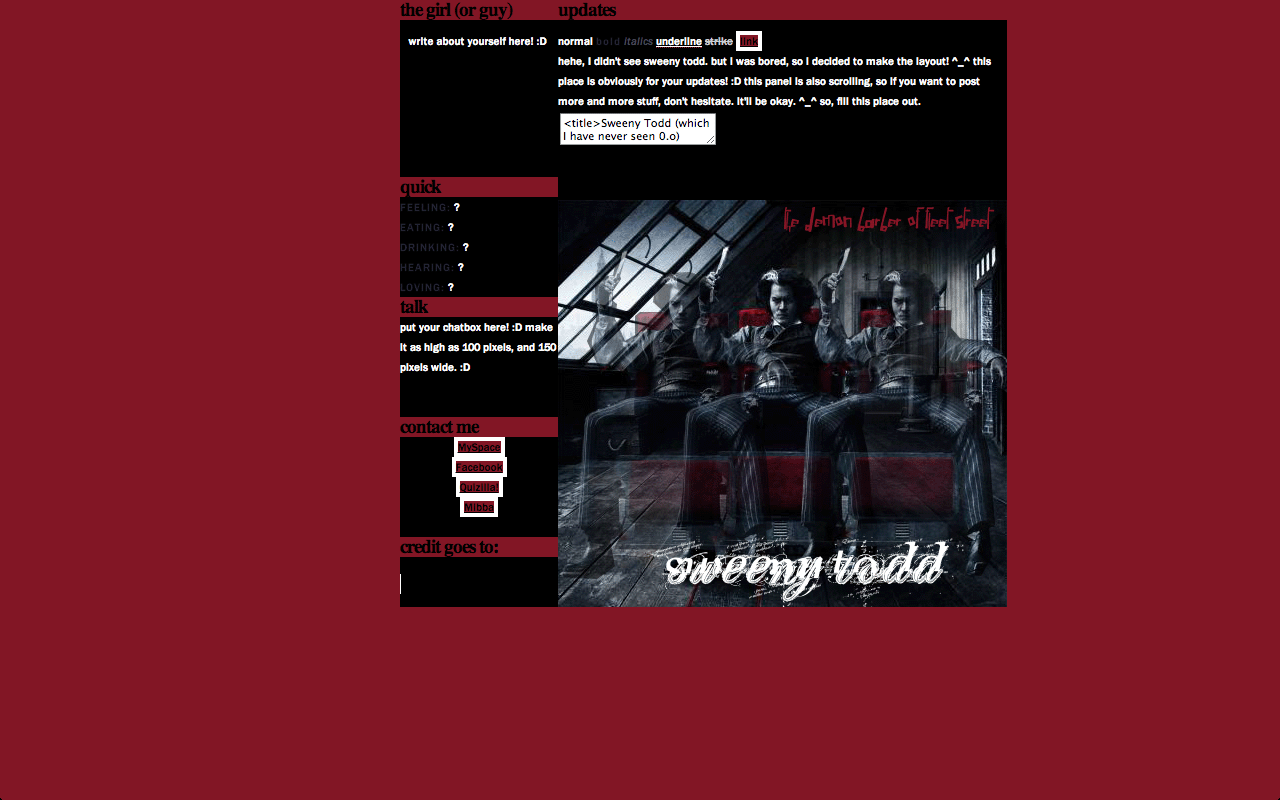 the girl (or guy)
write about yourself here! :D
quick
FEELING: ?
EATING: ?
DRINKING: ?
HEARING: ?
LOVING: ?
talk
put your chatbox here! :D make
it as high as 100 pixels, and 150
pixels wide. :D
contact me
MySpace
Facebook
Quizilla!
Mibba
credit goes to:
updates
normal bold italics underline strike link
hehe, I didn't see sweeny todd. but I was bored, so I decided to make the layout! ^_^ this
place is obviously for your updates! :D this panel is also scrolling, so if you want to post
more and more stuff, don't hesitate. it'll be okay. ^_^ so, fill this place out.
<title>Sweeny Todd (which
I have never seen 0.o)
the demon barber of fleet street
sweeny todd